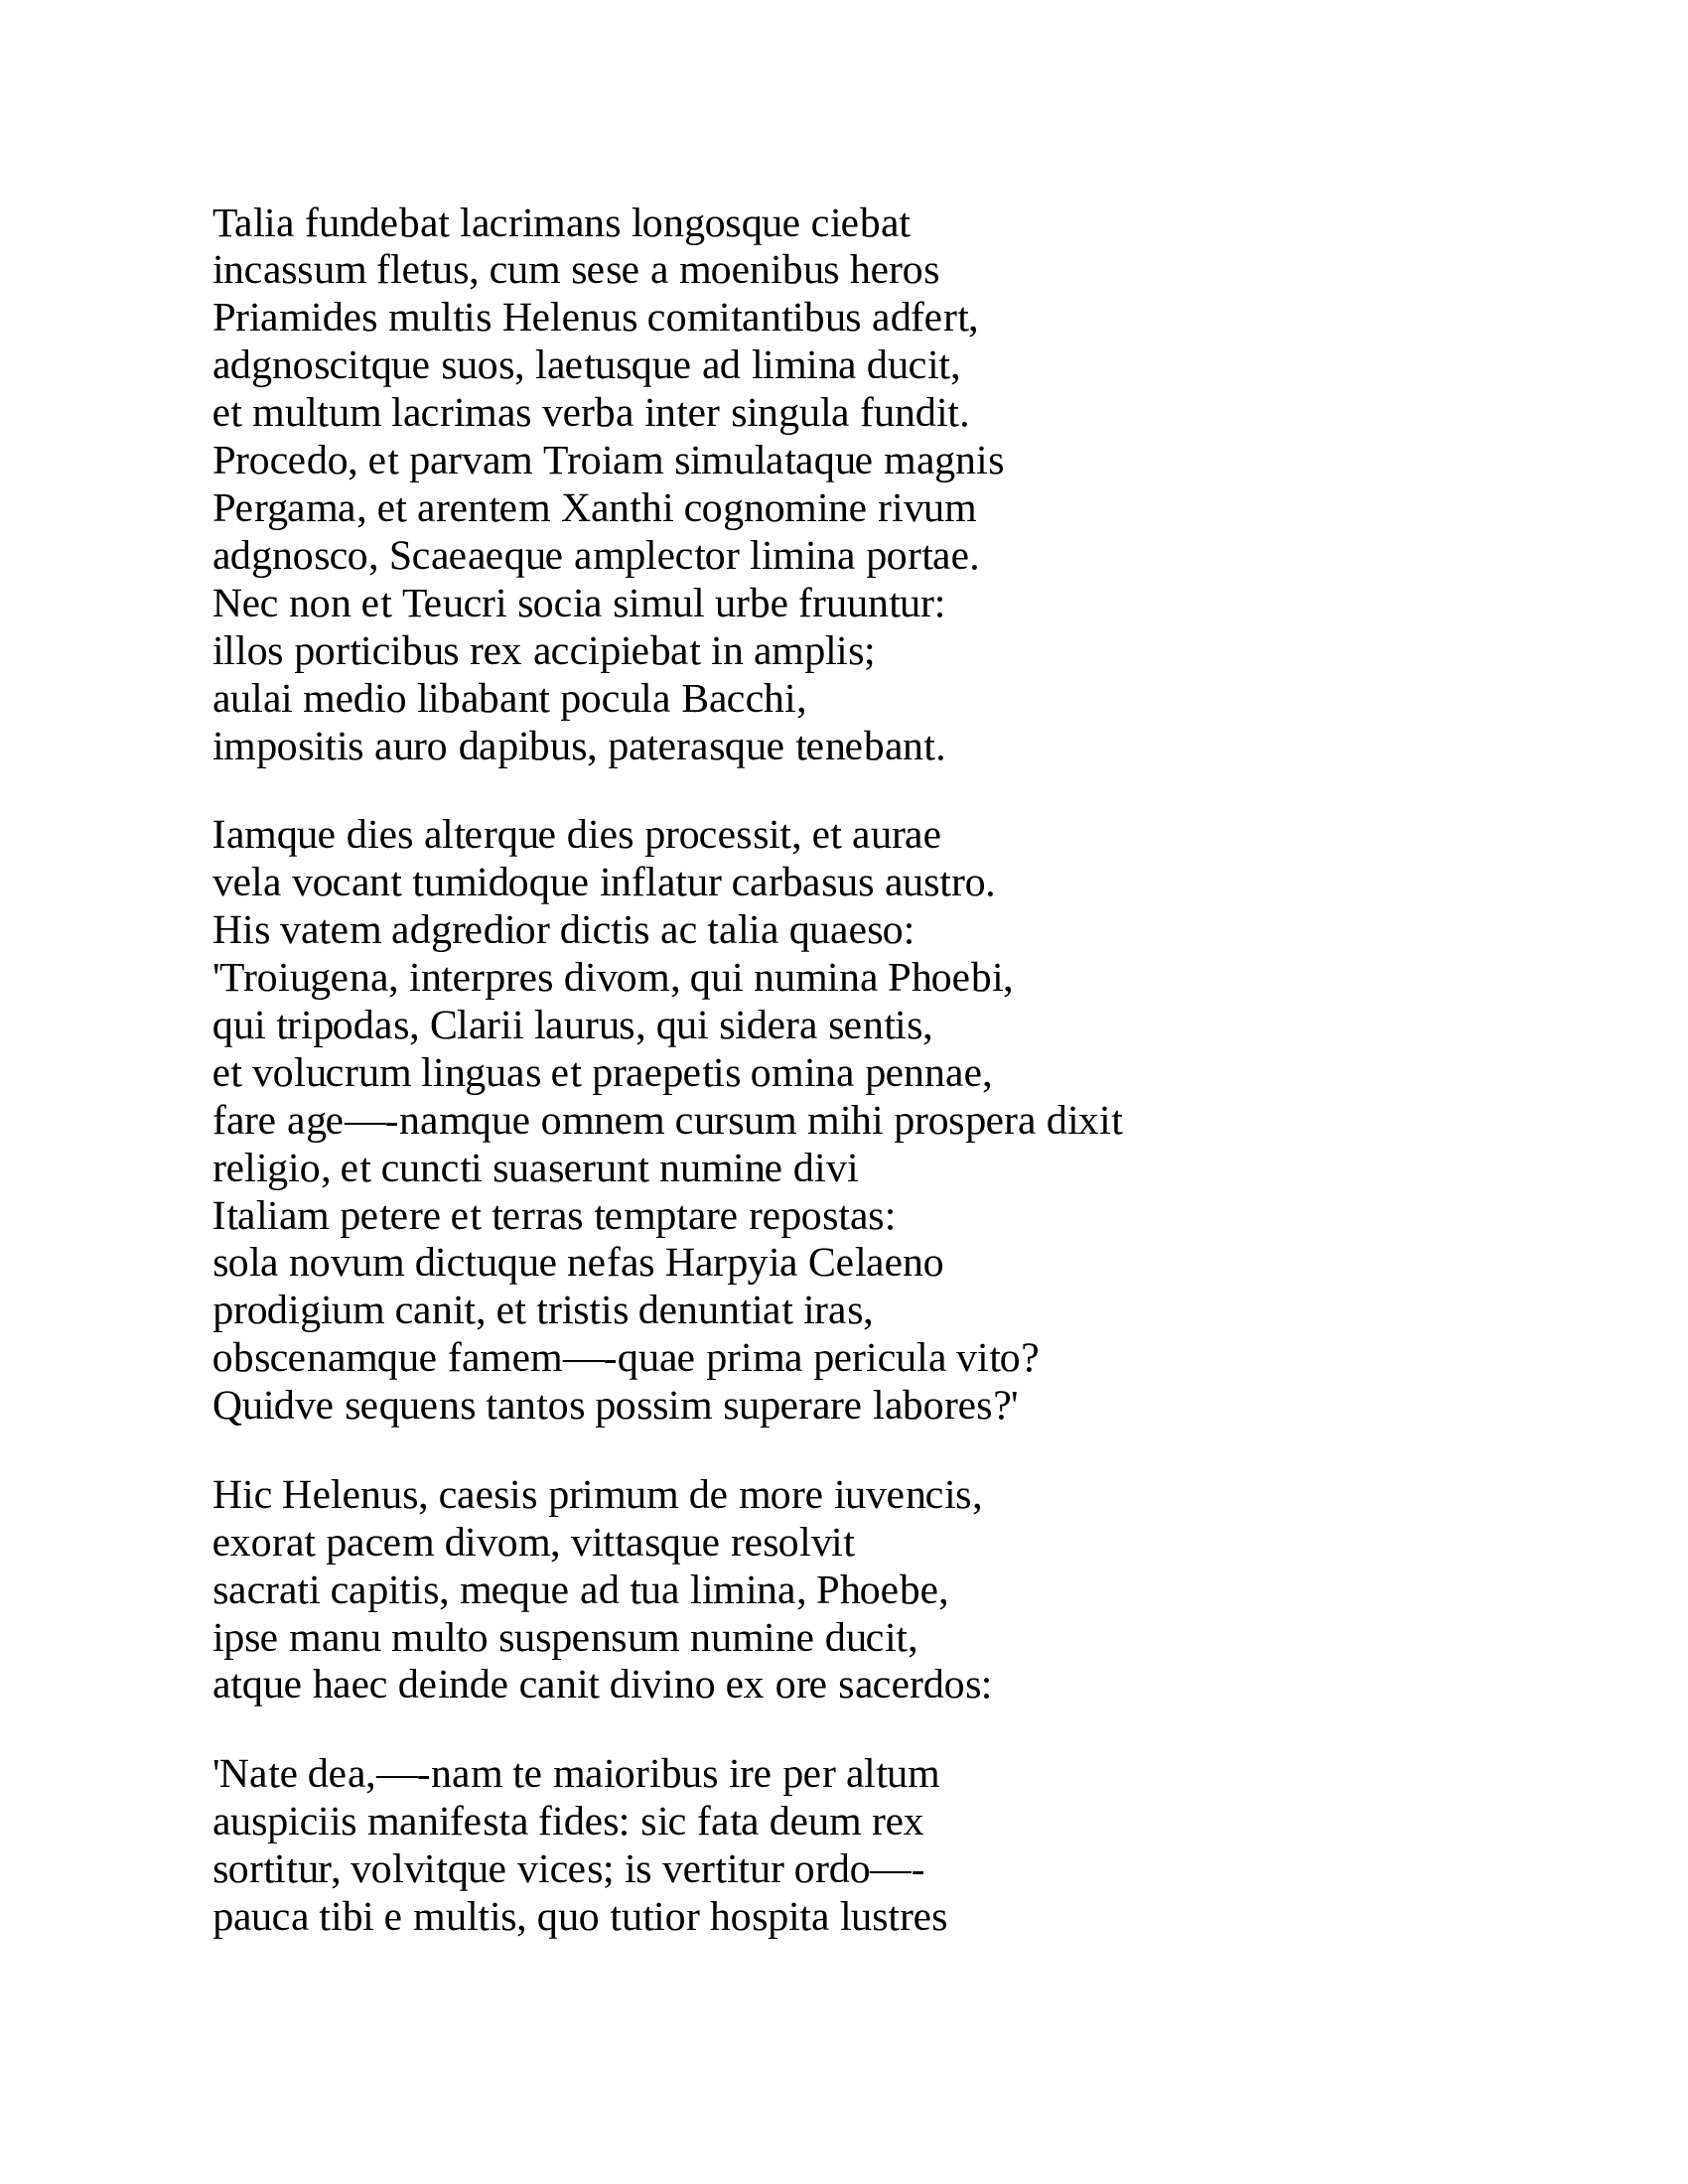 Talia fundebat lacrimans longosque ciebat
incassum fletus, cum sese a moenibus heros
Priamides multis Helenus comitantibus adfert,
adgnoscitque suos, laetusque ad limina ducit,
et multum lacrimas verba inter singula fundit.
Procedo, et parvam Troiam simulataque magnis
Pergama, et arentem Xanthi cognomine rivum
adgnosco, Scaeaeque amplector limina portae.
Nec non et Teucri socia simul urbe fruuntur:
illos porticibus rex accipiebat in amplis;
aulai medio libabant pocula Bacchi,
impositis auro dapibus, paterasque tenebant.

Iamque dies alterque dies processit, et aurae
vela vocant tumidoque inflatur carbasus austro.
His vatem adgredior dictis ac talia quaeso:
'Troiugena, interpres divom, qui numina Phoebi,
qui tripodas, Clarii laurus, qui sidera sentis,
et volucrum linguas et praepetis omina pennae,
fare age—-namque omnem cursum mihi prospera dixit
religio, et cuncti suaserunt numine divi
Italiam petere et terras temptare repostas:
sola novum dictuque nefas Harpyia Celaeno
prodigium canit, et tristis denuntiat iras,
obscenamque famem—-quae prima pericula vito?
Quidve sequens tantos possim superare labores?'

Hic Helenus, caesis primum de more iuvencis,
exorat pacem divom, vittasque resolvit
sacrati capitis, meque ad tua limina, Phoebe,
ipse manu multo suspensum numine ducit,
atque haec deinde canit divino ex ore sacerdos:

'Nate dea,—-nam te maioribus ire per altum
auspiciis manifesta fides: sic fata deum rex
sortitur, volvitque vices; is vertitur ordo—-
pauca tibi e multis, quo tutior hospita lustres